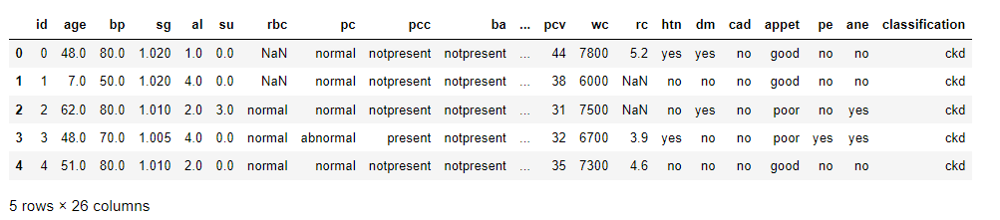 id age bp sg al su rbc pc pcc ba ... pcv wc rc htn dm cad appet pe ane classification
0 0 48.0 80.0 1.020 1.0 0.0 NaN normal notpresent notpresent ... 44 7800 5.2 yes yes no good no no ckd
1 1 7.0 50.0 1.020 4.0 0.0 NaN normal notpresent notpresent ... 38 6000 NaN no no no good no no ckd
2 2 62.0 80.0 1.010 2.0 3.0 normal normal notpresent notpresent ... 31 7500 NaN no yes no poor no yes ckd
3 3 48.0 70.0 1.005 4.0 0.0 normal abnormal present notpresent ... 32 6700 3.9 yes no no poor yes yes ckd
4 4 51.0 80.0 1.010 2.0 0.0 normal normal notpresent notpresent ... 35 7300 4.6 no no no good no no ckd
5 rows × 26 columns